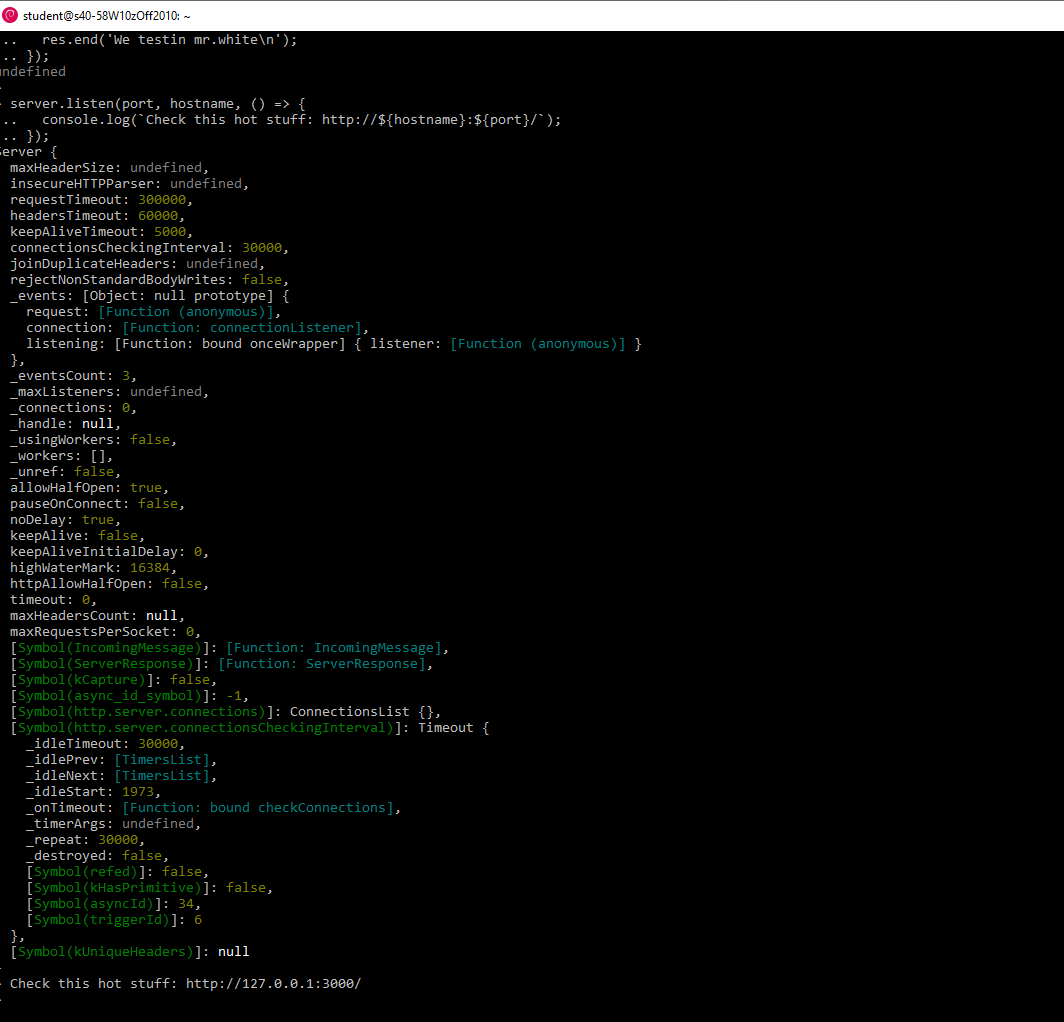 student@s40-58W10zOff2010: ~
..   res.end('We testin mr.white\n');
.. });
undefined
server.listen(port, hostname, () => {
..   console.log(`Check this hot stuff: http://${hostname}:${port}/`);
.. });
Server {
  maxHeaderSize: undefined,
  insecureHTTPParser: undefined,
  requestTimeout: 300000,
  headersTimeout: 60000,
  keepAliveTimeout: 5000,
  connectionsCheckingInterval: 30000,
  joinDuplicateHeaders: undefined,
  rejectNonStandardBodyWrites: false,
  _events: [Object: null prototype] {
    request: [Function (anonymous)],
    connection: [Function: connectionListener],
    listening: [Function: bound onceWrapper] { listener: [Function (anonymous)] }
  },
  _eventsCount: 3,
  _maxListeners: undefined,
  _connections: 0,
  _handle: null,
  _usingWorkers: false,
  _workers: [],
  _unref: false,
  allowHalfOpen: true,
  pauseOnConnect: false,
  noDelay: true,
  keepAlive: false,
  keepAliveInitialDelay: 0,
  highWaterMark: 16384,
  httpAllowHalfOpen: false,
  timeout: 0,
  maxHeadersCount: null,
  maxRequestsPerSocket: 0,
  [Symbol(IncomingMessage)]: [Function: IncomingMessage],
  [Symbol(ServerResponse)]: [Function: ServerResponse],
  [Symbol(kCapture)]: false,
  [Symbol(async_id_symbol)]: -1,
  [Symbol(http.server.connections)]: ConnectionsList {},
  [Symbol(http.server.connectionsCheckingInterval)]: Timeout {
    _idleTimeout: 30000,
    _idlePrev: [TimersList],
    _idleNext: [TimersList],
    _idleStart: 1973,
    _onTimeout: [Function: bound checkConnections],
    _timerArgs: undefined,
    _repeat: 30000,
    _destroyed: false,
    [Symbol(refed)]: false,
    [Symbol(kHasPrimitive)]: false,
    [Symbol(asyncId)]: 34,
    [Symbol(triggerId)]: 6
  },
  [Symbol(kUniqueHeaders)]: null
Check this hot stuff: http://127.0.0.1:3000/